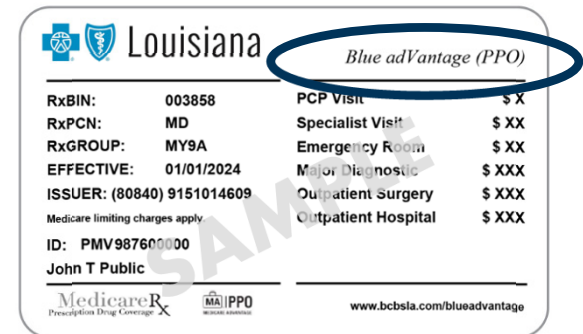 Louisiana
Blue adVantage (PPO)
RxBIN: 003858
RxPCN: MD
RxGROUP: MY9A
EFFECTIVE: 01/01/2024
ISSUER: (80840) 9151014609
Medicare limiting charges apply.
ID: PMV987600000
John T Public
PCP Visit $ X
Specialist Visit $ XX
Emergency Room $ XX
Major Diagnostic $ XXX
Outpatient Surgery $ XXX
Outpatient Hospital $ XXX
SAMPLE
MedicareRx
Prescription Drug Coverage
MA PPO
MEDICARE ADVANTAGE
www.bcbsla.com/blueadvantage